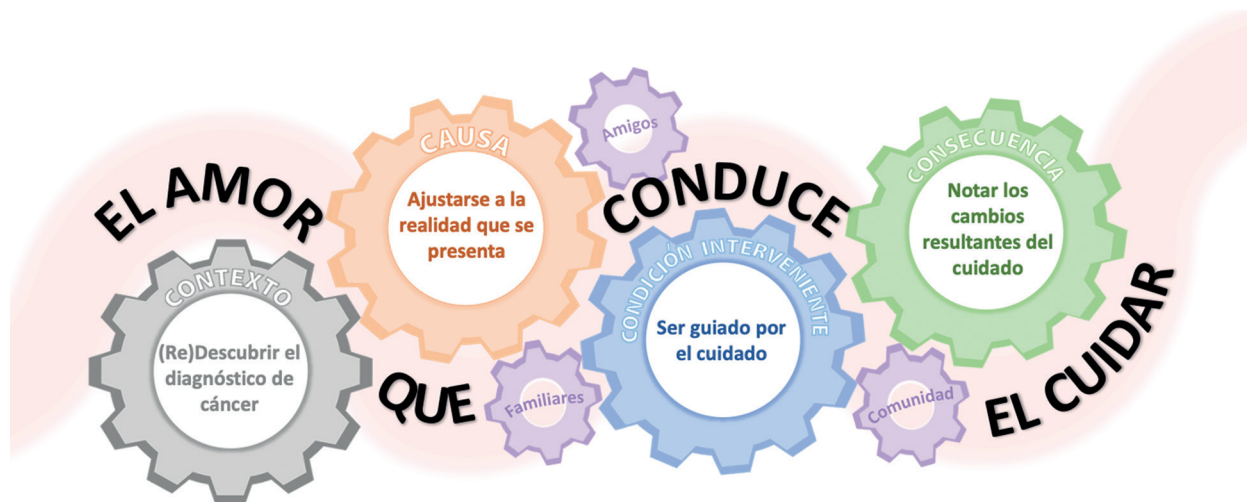 EL AMOR
QUE
CONDUCE
EL CUIDAR
CONTEXTO
(Re)Descubrir el
diagnóstico de
cáncer
CAUSA
Ajustarse a la
realidad que se
presenta
Amigos
Familiares
CONDICIÓN INTERVENIENTE
Ser guiado por
el cuidado
Comunidad
CONSECUENCIA
Notar los
cambios
resultantes del
cuidado